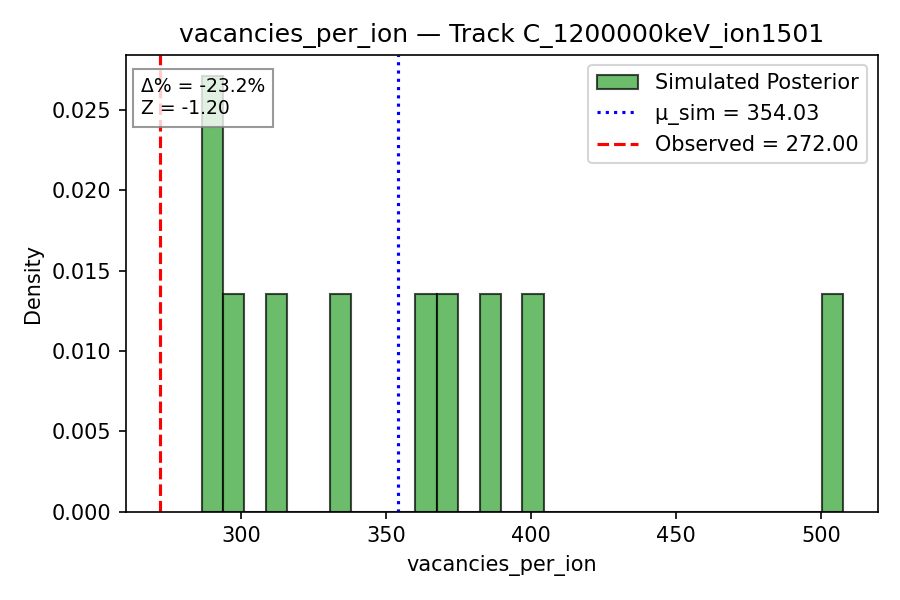 vacancies_per_ion — Track C_1200000keV_ion1501
Δ% = -23.2%
Z = -1.20
Simulated Posterior
μ_sim = 354.03
Observed = 272.00
Density
0.025
0.020
0.015
0.010
0.005
0.000
300 350 400 450 500
vacancies_per_ion